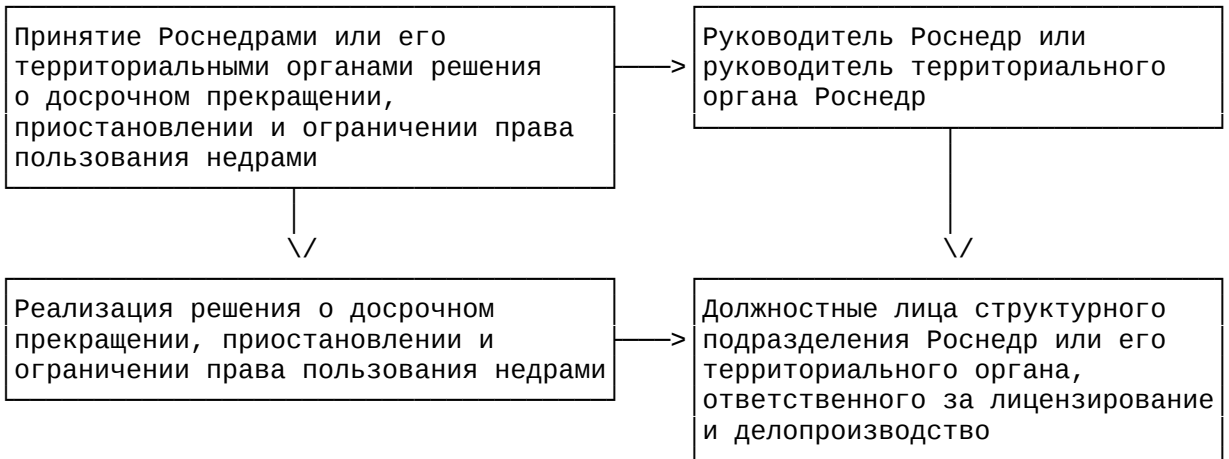 Принятие Роснедрами или его
территориальными органами решения
о досрочном прекращении,
приостановлении и ограничении права
пользования недрами
Руководитель Роснедр или
руководитель территориального
органа Роснедр
Реализация решения о досрочном
прекращении, приостановлении и
ограничении права пользования недрами
Должностные лица структурного
подразделения Роснедр или его
территориального органа,
ответственного за лицензирование
и делопроизводство